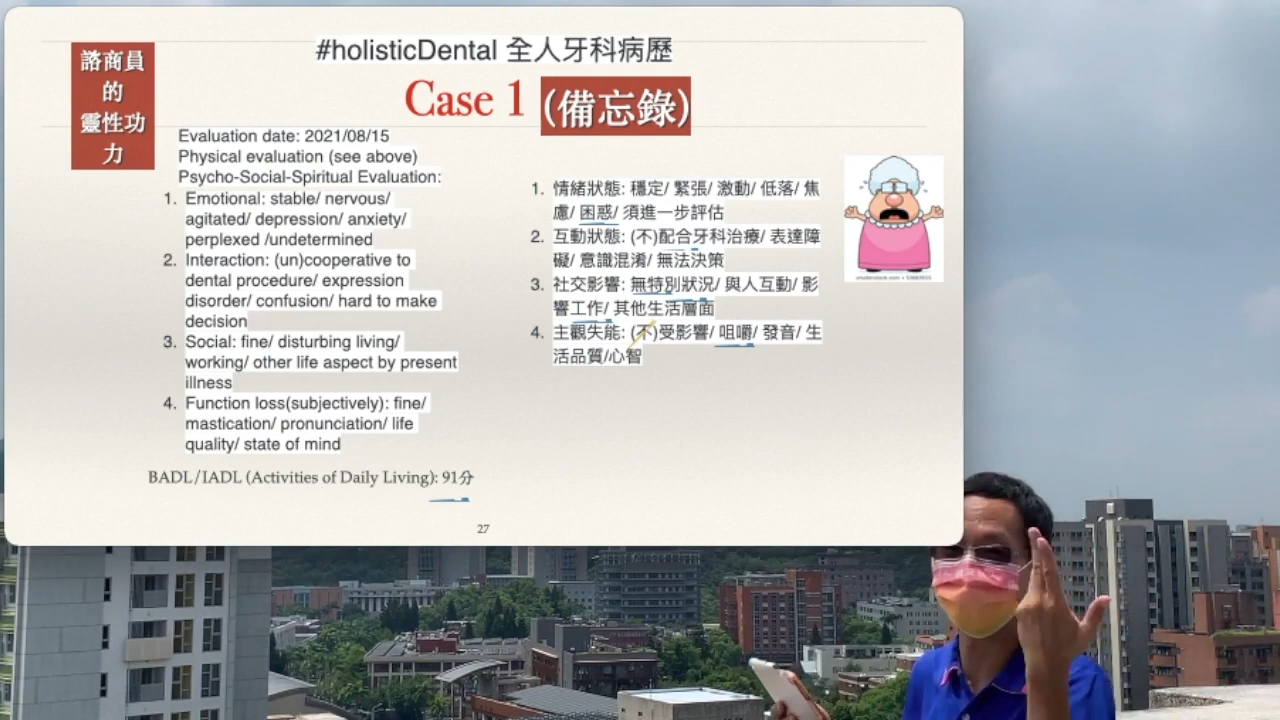 #holisticDental 全人牙科病歷
諮商員
的
靈性功
力
Case 1 (備忘錄)
Evaluation date: 2021/08/15
Physical evaluation (see above)
Psycho-Social-Spiritual Evaluation:
1. Emotional: stable/ nervous/
agitated/ depression/ anxiety/
perplexed /undetermined
2. Interaction: (un)cooperative to
dental procedure/ expression
disorder/ confusion/ hard to make
decision
3. Social: fine/ disturbing living/
working/ other life aspect by present
illness
4. Function loss(subjectively): fine/
mastication/ pronunciation/ life
quality/ state of mind
BADL/IADL (Activities of Daily Living): 91分
1. 情緒狀態: 穩定/ 緊張/ 激動/ 低落/ 焦
慮/ 困惑/ 須進一步評估
2. 互動狀態: (不)配合牙科治療/ 表達障
礙/ 意識混淆/ 無法決策
3. 社交影響: 無特別狀況/ 與人互動/ 影
響工作/ 其他生活層面
4. 主觀失能: (不)受影響/ 咀嚼/ 發音/ 生
活品質/心智
27